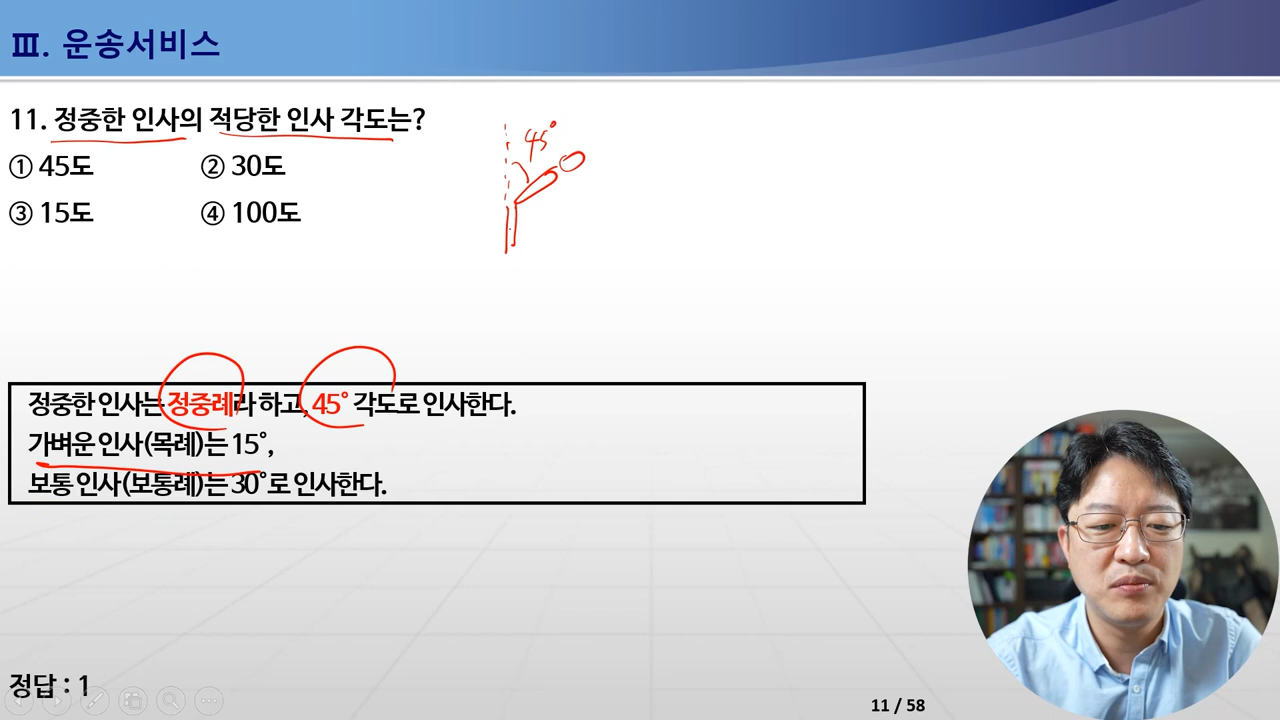 Ⅲ. 운송서비스
11. 정중한 인사의 적당한 인사 각도는?
① 45도 ② 30도
③ 15도 ④ 100도
45°
정중한 인사는 정중례라 하고, 45° 각도로 인사한다.
가벼운 인사(목례)는 15°,
보통 인사(보통례)는 30°로 인사한다.
정답 : 1
11 / 58